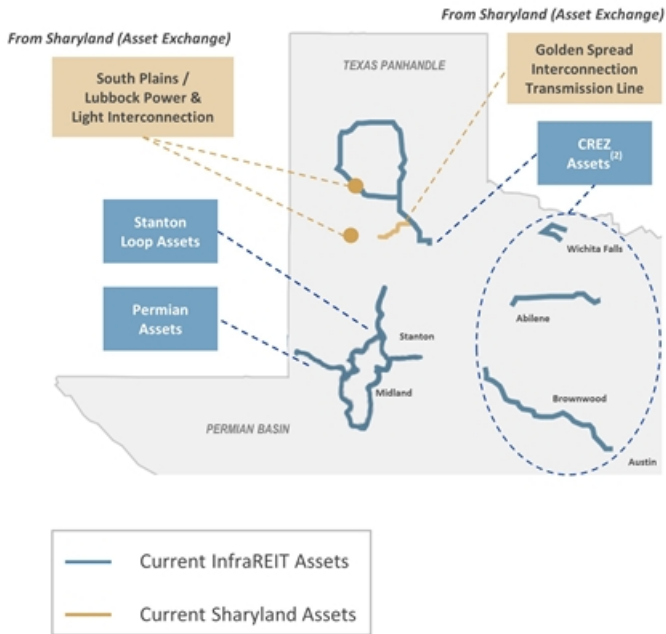 From Sharyland (Asset Exchange)
From Sharyland (Asset Exchange)
South Plains /
Lubbock Power &
Light Interconnection
TEXAS PANHANDLE
Golden Spread
Interconnection
Transmission Line
CREZ
Assets(2)
Stanton
Loop Assets
Wichita Falls
Permian
Assets
Abilene
Stanton
Midland
Brownwood
PERMIAN BASIN
Austin
Current InfraREIT Assets
Current Sharyland Assets